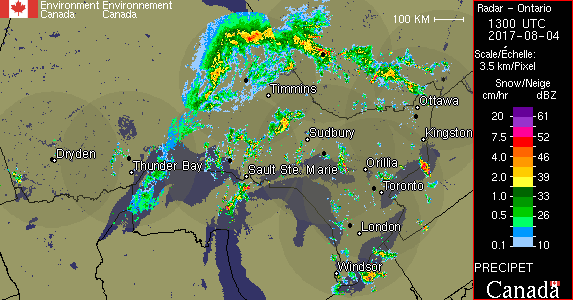 Environment Environnement
Canada Canada
100 KM
Timmins
Ottawa
Sudbury
Kingston
Dryden
Thunder Bay
Sault Ste. Marie
Orillia
Toronto
London
Windsor
Radar - Ontario
1300 UTC
2017-08-04
Scale/Échelle:
3.5 km/Pixel
Snow/Neige
cm/hr dBZ
20 61
7.5 52
4.0 46
2.0 39
1.0 33
0.5 26
0.1 10
PRECIPET
Canada